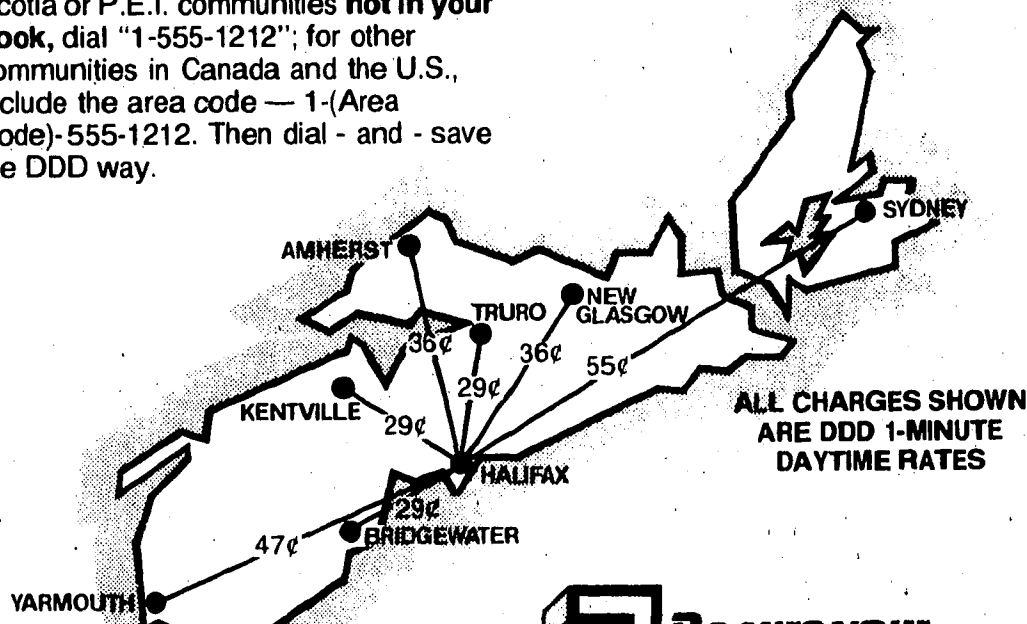 cotia or P.E.I. communities not in your
ook, dial "1-555-1212"; for other
ommunities in Canada and the U.S.,
clude the area code — 1-(Area
ode)-555-1212. Then dial - and - save
e DDD way.
SYDNEY
AMHERST
TRURO
NEW
GLASGOW
36¢
36¢
55¢
29¢
KENTVILLE
29¢
ALL CHARGES SHOWN
ARE DDD 1-MINUTE
DAYTIME RATES
HALIFAX
29¢
BRIDGEWATER
47¢
YARMOUTH